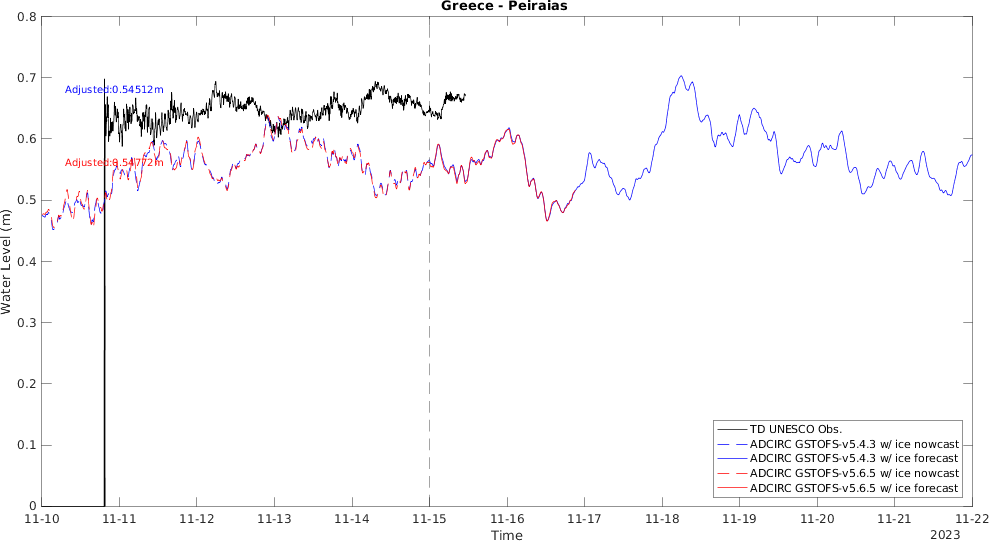 Greece - Peiraias
0.8
0.7
0.6
0.5
0.4
0.3
0.2
0.1
0
Water Level (m)
Adjusted:0.54512m
Adjusted:0.54772m
TD UNESCO Obs.
ADCIRC GSTOFS-v5.4.3 w/ ice nowcast
ADCIRC GSTOFS-v5.4.3 w/ ice forecast
ADCIRC GSTOFS-v5.6.5 w/ ice nowcast
ADCIRC GSTOFS-v5.6.5 w/ ice forecast
11-10 11-11 11-12 11-13 11-14 11-15 11-16 11-17 11-18 11-19 11-20 11-21 11-22
Time
2023